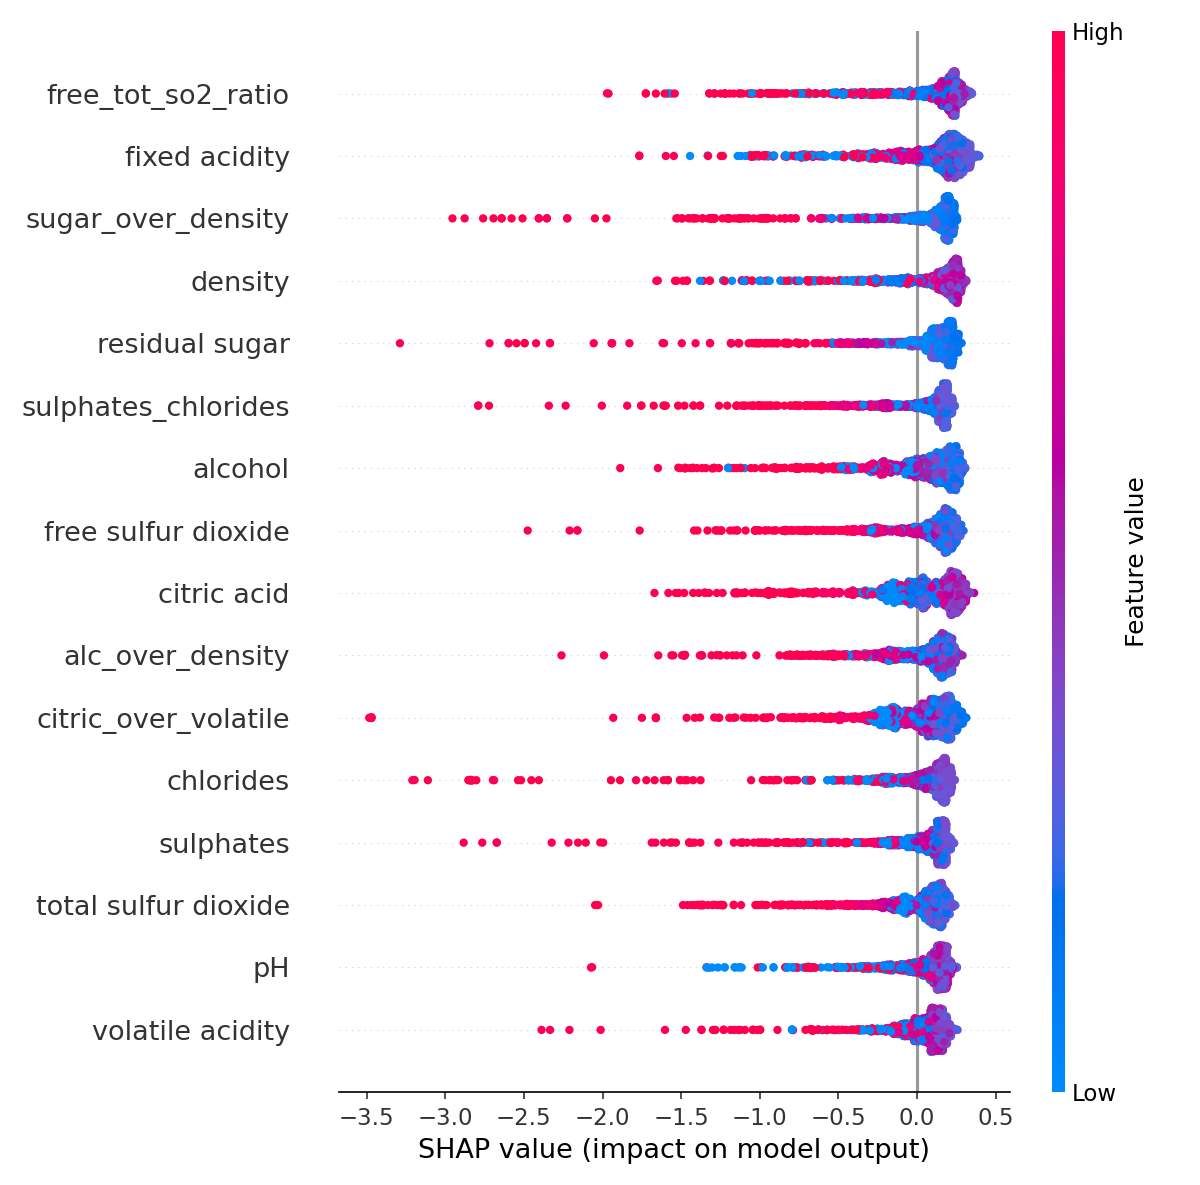 High
free_tot_so2_ratio
fixed acidity
sugar_over_density
density
residual sugar
sulphates_chlorides
alcohol
free sulfur dioxide
citric acid
alc_over_density
citric_over_volatile
chlorides
sulphates
total sulfur dioxide
pH
volatile acidity
Feature value
Low
−3.5 −3.0 −2.5 −2.0 −1.5 −1.0 −0.5 0.0 0.5
SHAP value (impact on model output)